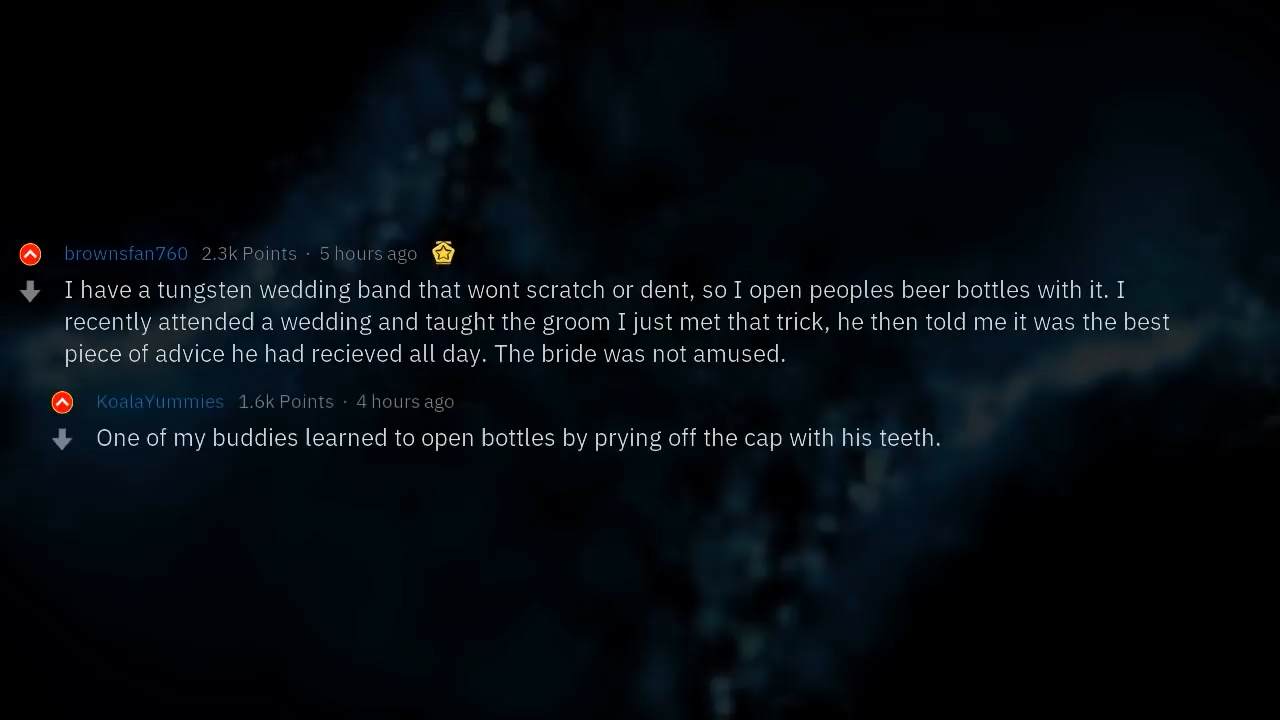 brownsfan760 2.3k Points · 5 hours ago
I have a tungsten wedding band that wont scratch or dent, so I open peoples beer bottles with it. I
recently attended a wedding and taught the groom I just met that trick, he then told me it was the best
piece of advice he had recieved all day. The bride was not amused.
KoalaYummies 1.6k Points · 4 hours ago
One of my buddies learned to open bottles by prying off the cap with his teeth.